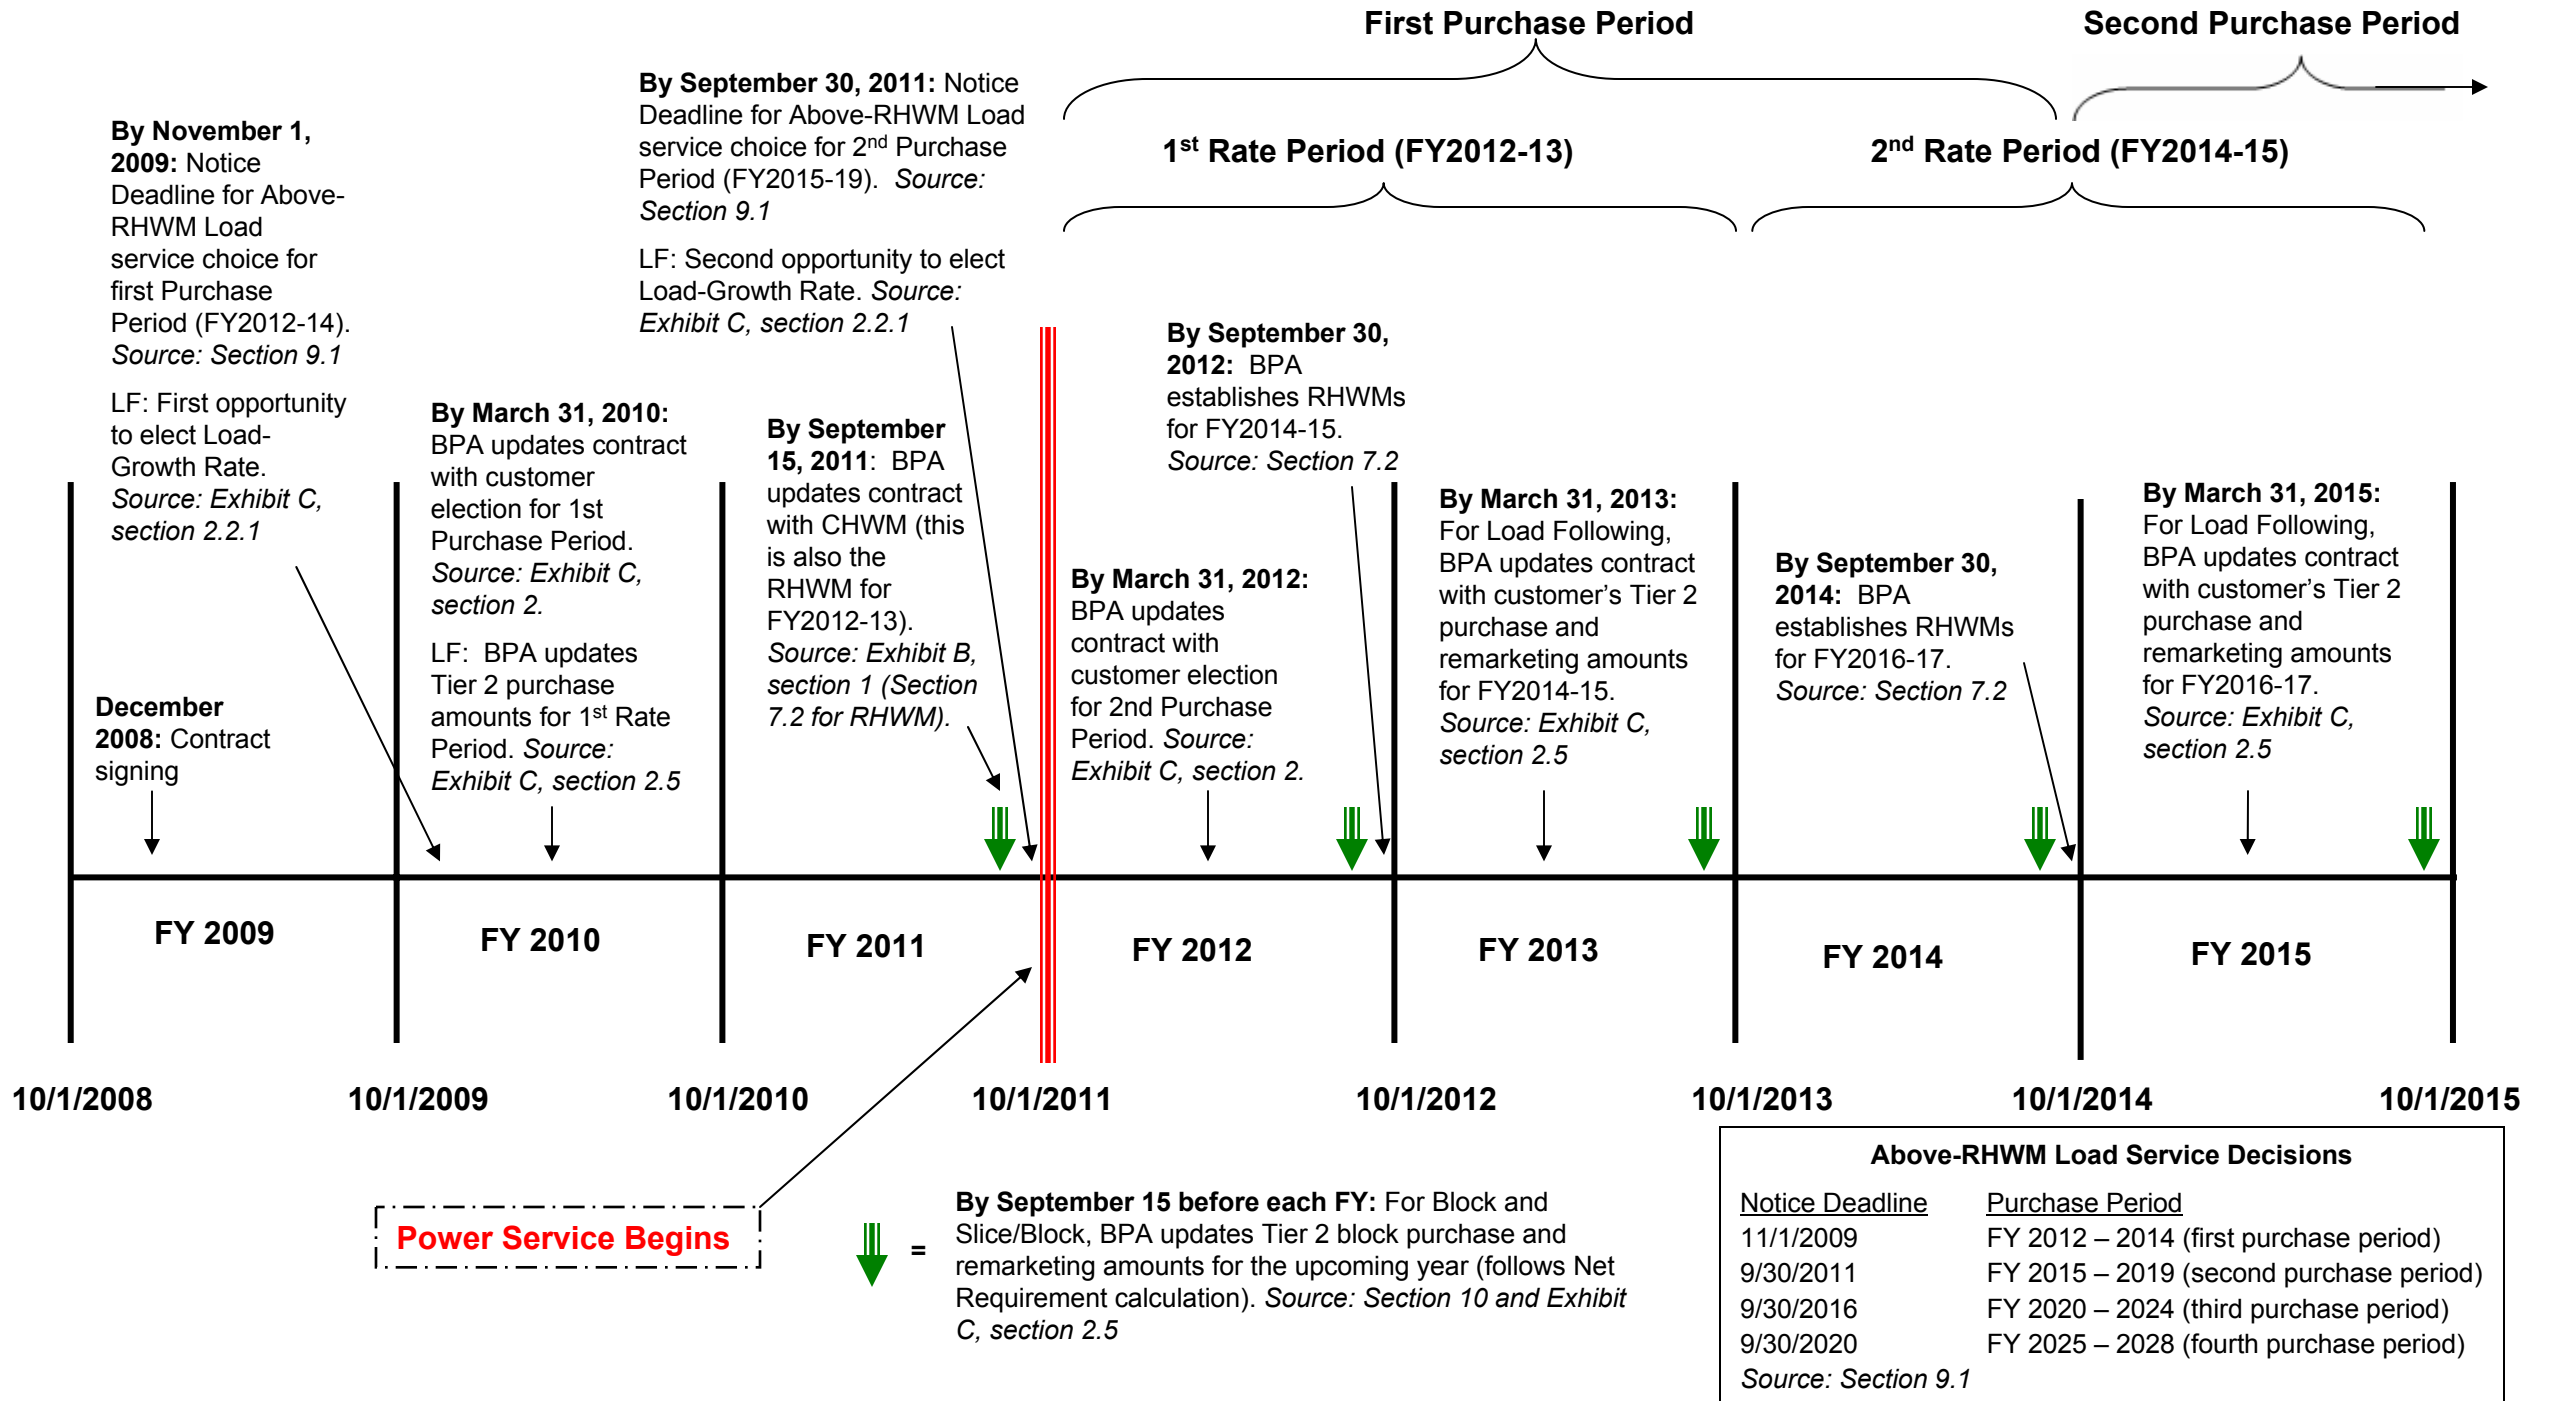 First Purchase Period
Second Purchase Period
1st Rate Period (FY2012-13)
2nd Rate Period (FY2014-15)
By November 1,
2009: Notice
Deadline for Above-
RHWM Load
service choice for
first Purchase
Period (FY2012-14).
Source: Section 9.1
LF: First opportunity
to elect Load-
Growth Rate.
Source: Exhibit C,
section 2.2.1
December
2008: Contract
signing
By March 31, 2010:
BPA updates contract
with customer
election for 1st
Purchase Period.
Source: Exhibit C,
section 2.
LF: BPA updates
Tier 2 purchase
amounts for 1st Rate
Period. Source:
Exhibit C, section 2.5
By September 30, 2011: Notice
Deadline for Above-RHWM Load
service choice for 2nd Purchase
Period (FY2015-19). Source:
Section 9.1
LF: Second opportunity to elect
Load-Growth Rate. Source:
Exhibit C, section 2.2.1
By September
15, 2011: BPA
updates contract
with CHWM (this
is also the
RHWM for
FY2012-13).
Source: Exhibit B,
section 1 (Section
7.2 for RHWM).
By March 31, 2012:
BPA updates
contract with
customer election
for 2nd Purchase
Period. Source:
Exhibit C, section 2.
By September 30,
2012: BPA
establishes RHWMs
for FY2014-15.
Source: Section 7.2
By March 31, 2013:
For Load Following,
BPA updates contract
with customer's Tier 2
purchase and
remarketing amounts
for FY2014-15.
Source: Exhibit C,
section 2.5
By September 30,
2014: BPA
establishes RHWMs
for FY2016-17.
Source: Section 7.2
By March 31, 2015:
For Load Following,
BPA updates contract
with customer's Tier 2
purchase and
remarketing amounts
for FY2016-17.
Source: Exhibit C,
section 2.5
FY 2009
FY 2010
FY 2011
FY 2012
FY 2013
FY 2014
FY 2015
10/1/2008
10/1/2009
10/1/2010
10/1/2011
10/1/2012
10/1/2013
10/1/2014
10/1/2015
Power Service Begins
=
By September 15 before each FY: For Block and
Slice/Block, BPA updates Tier 2 block purchase and
remarketing amounts for the upcoming year (follows Net
Requirement calculation). Source: Section 10 and Exhibit
C, section 2.5
Above-RHWM Load Service Decisions
Notice Deadline Purchase Period
11/1/2009 FY 2012 – 2014 (first purchase period)
9/30/2011 FY 2015 – 2019 (second purchase period)
9/30/2016 FY 2020 – 2024 (third purchase period)
9/30/2020 FY 2025 – 2028 (fourth purchase period)
Source: Section 9.1